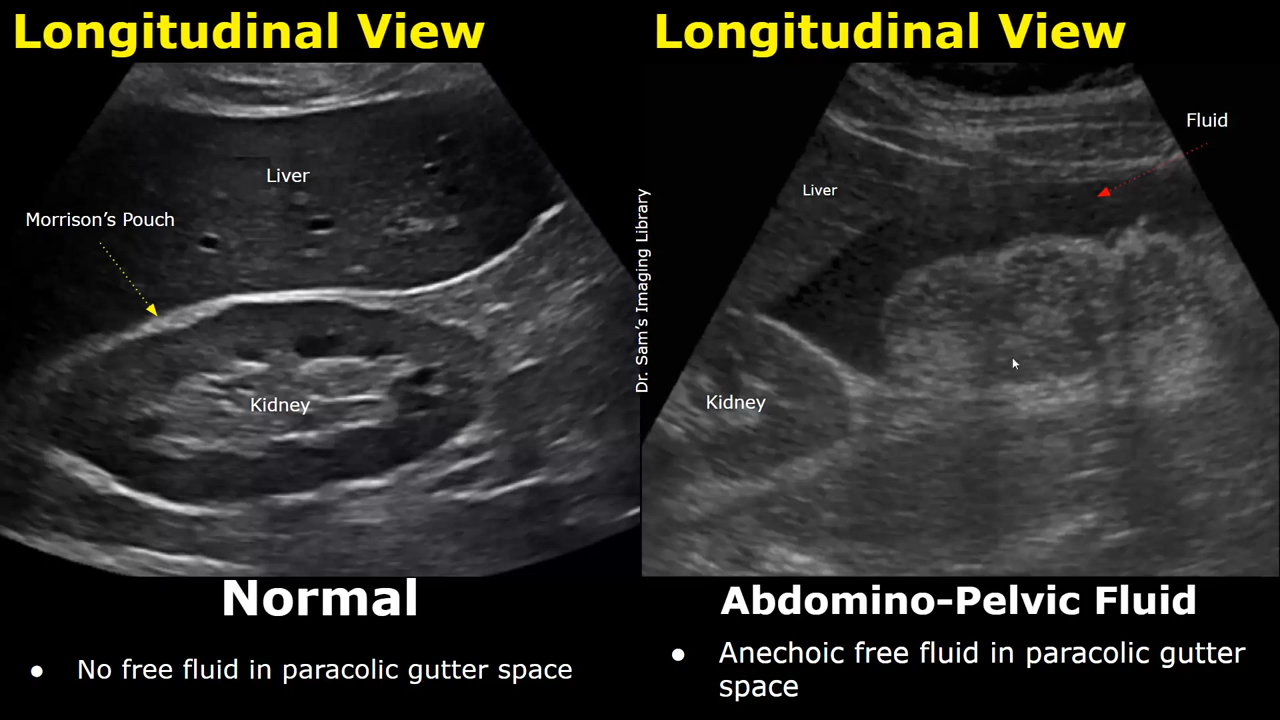 Longitudinal View
Liver
Morrison's Pouch
Kidney
Normal
● No free fluid in paracolic gutter space
Dr. Sam's Imaging Library
Longitudinal View
Fluid
Liver
Kidney
Abdomino-Pelvic Fluid
● Anechoic free fluid in paracolic gutter
space